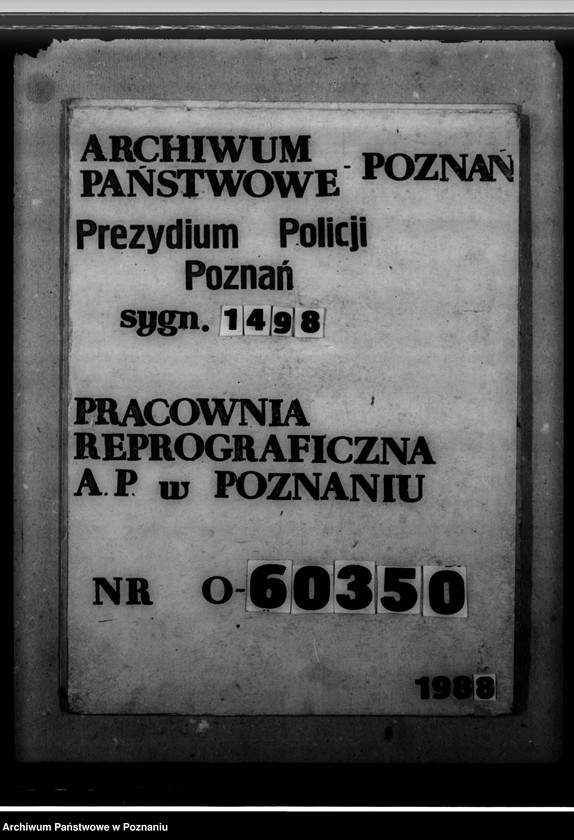 ARCHIWUM
PAŃSTWOWE - POZNAŃ
Prezydium Policji
Poznań
sygn. 1498
PRACOWNIA
REPROGRAFICZNA
A.P. w POZNANIU
NR O-60350
1988
Archiwum Państwowe w Poznaniu